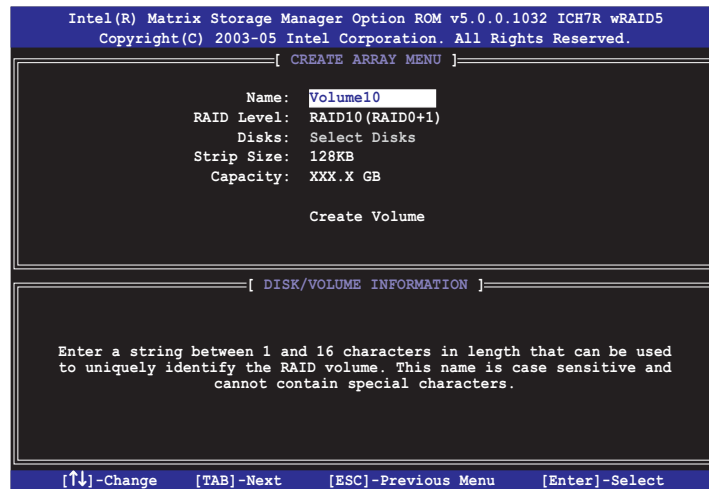 Intel(R) Matrix Storage Manager Option ROM v5.0.0.1032 ICH7R wRAID5
Copyright(C) 2003-05 Intel Corporation. All Rights Reserved.
[ CREATE ARRAY MENU ]
Name: Volume10
RAID Level: RAID10(RAID0+1)
Disks: Select Disks
Strip Size: 128KB
Capacity: XXX.X GB
Create Volume
[ DISK/VOLUME INFORMATION ]
Enter a string between 1 and 16 characters in length that can be used
to uniquely identify the RAID volume. This name is case sensitive and
cannot contain special characters.
[↑↓]-Change [TAB]-Next [ESC]-Previous Menu [Enter]-Select